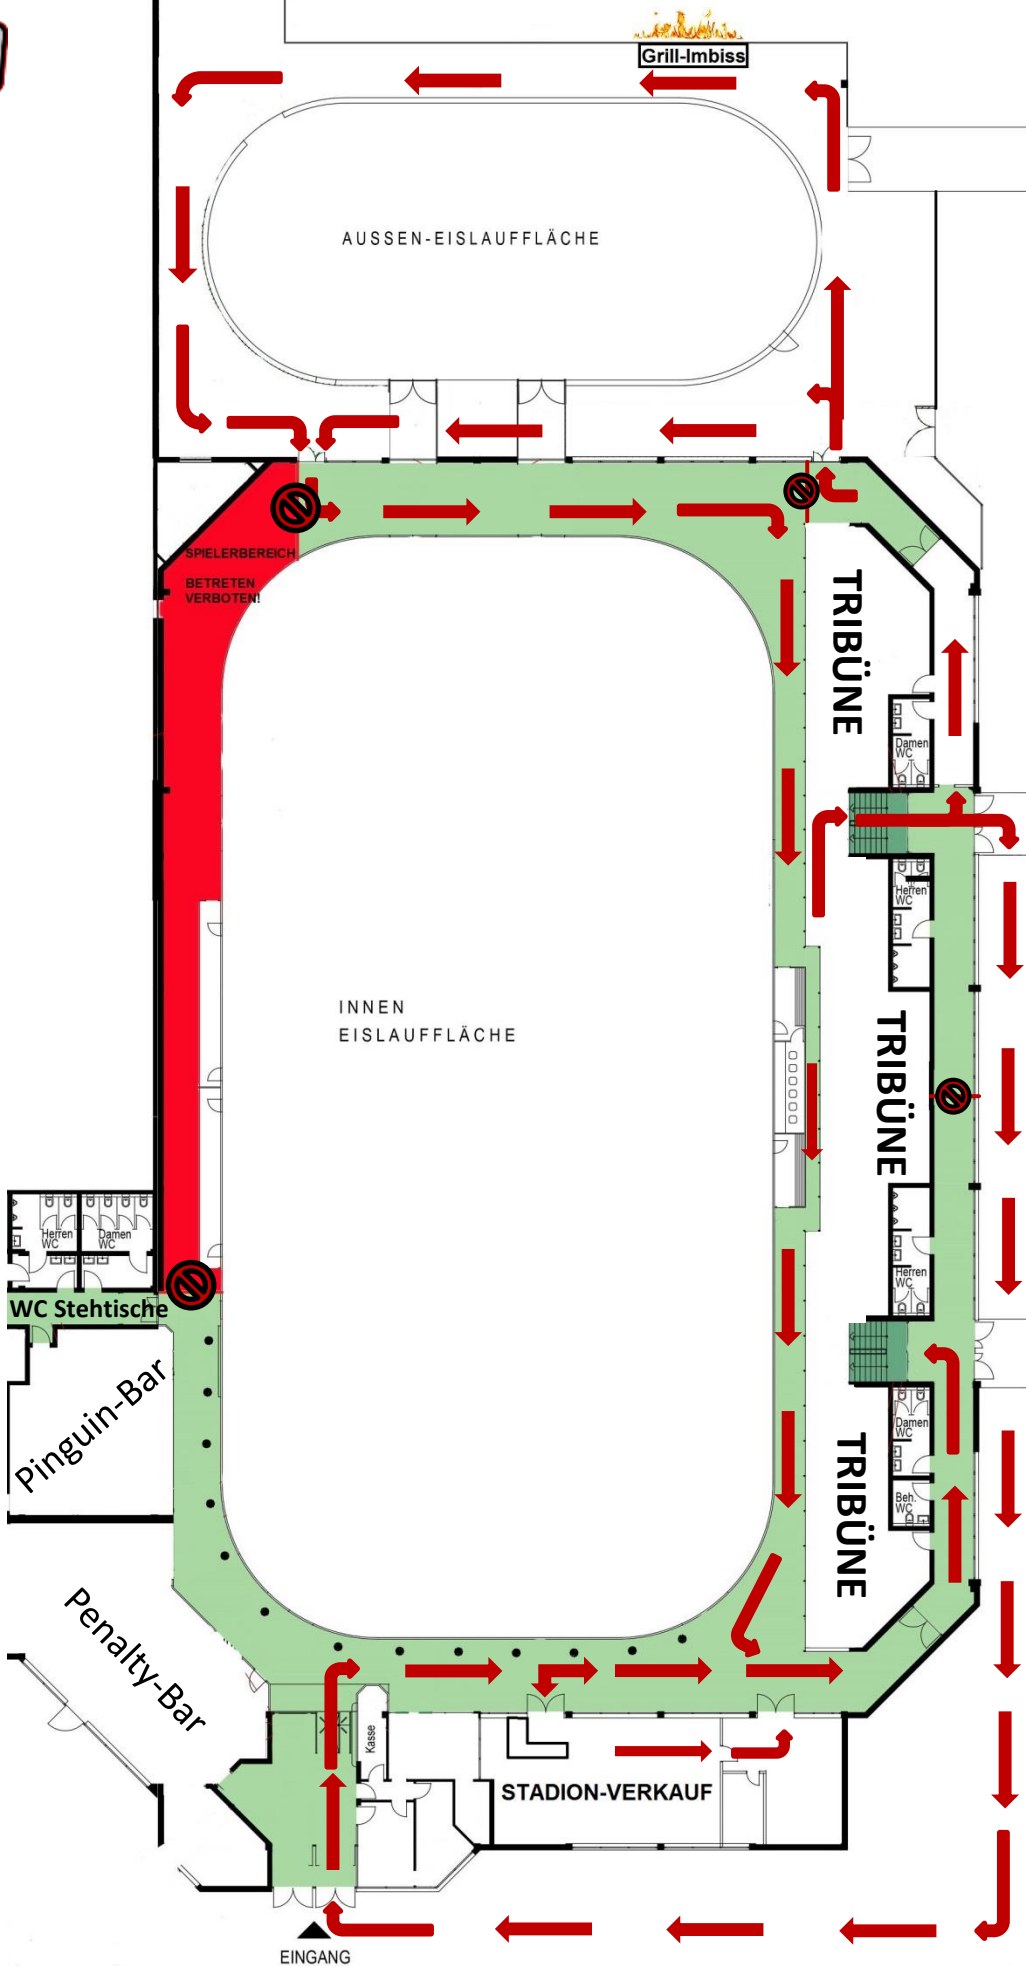 Grill-Imbiss
AUSSEN-EISLAUFFLÄCHE
SPIELERBEREICH
BETRETEN
VERBOTEN!
TRIBÜNE
Damen
WC
Herren
WC
INNEN
EISLAUFFLÄCHE
TRIBÜNE
Herren
WC
Damen
WC
Herren
WC
WC Stehtische
Pinguin-Bar
Damen
WC
TRIBÜNE
Beh.
WC
Penalty-Bar
Kasse
STADION-VERKAUF
EINGANG